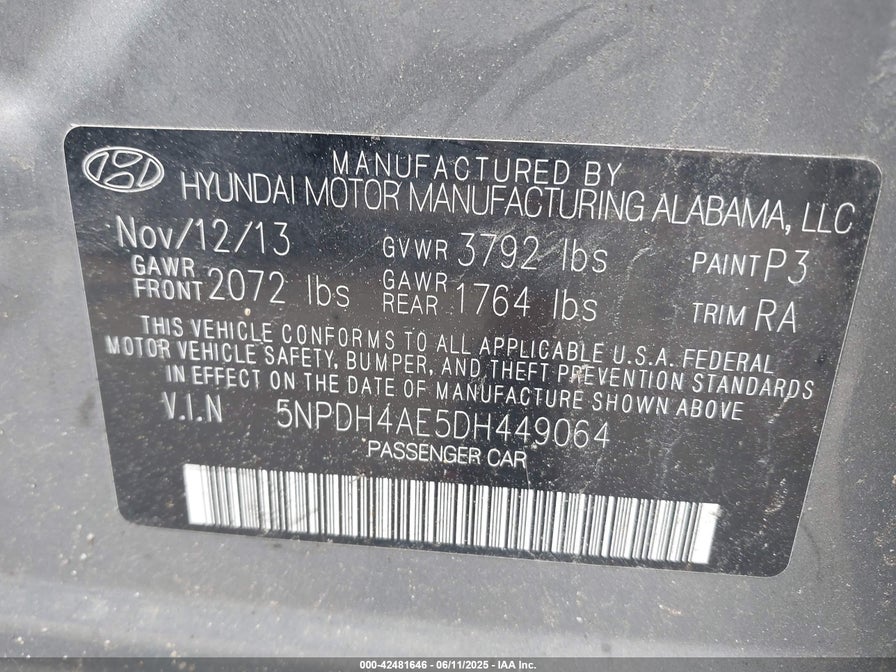 MANUFACTURED BY
HYUNDAI MOTOR MANUFACTURING ALABAMA, LLC
Nov/12/13 GVWR 3792 lbs PAINT P3
GAWR FRONT 2072 lbs GAWR REAR 1764 lbs TRIM RA
THIS VEHICLE CONFORMS TO ALL APPLICABLE U.S.A. FEDERAL
MOTOR VEHICLE SAFETY, BUMPER, AND THEFT PREVENTION STANDARDS
IN EFFECT ON THE DATE OF MANUFACTURE SHOWN ABOVE
V.I.N 5NPDH4AE5DH449064
PASSENGER CAR
000-42481646 - 06/11/2025 - IAA Inc.